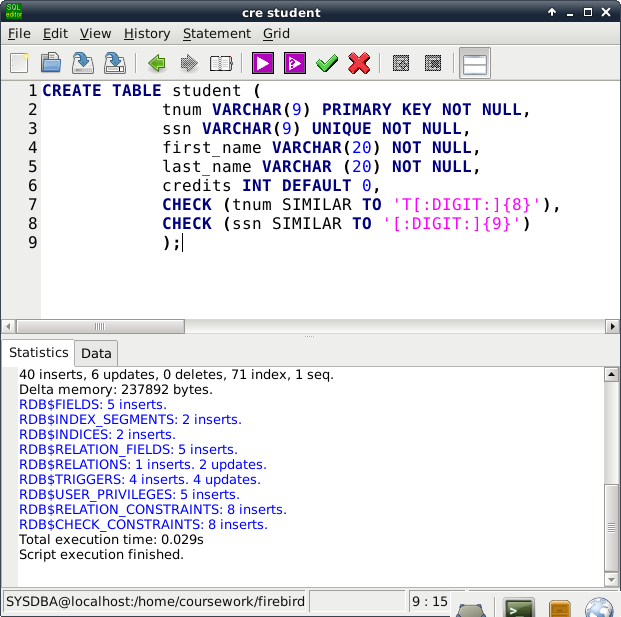 SQL
editor
cre student
File Edit View History Statement Grid
1 CREATE TABLE student (
2 tnum VARCHAR(9) PRIMARY KEY NOT NULL,
3 ssn VARCHAR(9) UNIQUE NOT NULL,
4 first_name VARCHAR(20) NOT NULL,
5 last_name VARCHAR (20) NOT NULL,
6 credits INT DEFAULT 0,
7 CHECK (tnum SIMILAR TO 'T[:DIGIT:]{8}'),
8 CHECK (ssn SIMILAR TO '[:DIGIT:]{9}')
9 );
Statistics Data
40 inserts, 6 updates, 0 deletes, 71 index, 1 seq.
Delta memory: 237892 bytes.
RDB$FIELDS: 5 inserts.
RDB$INDEX_SEGMENTS: 2 inserts.
RDB$INDICES: 2 inserts.
RDB$RELATION_FIELDS: 5 inserts.
RDB$RELATIONS: 1 inserts. 2 updates.
RDB$TRIGGERS: 4 inserts. 4 updates.
RDB$USER_PRIVILEGES: 5 inserts.
RDB$RELATION_CONSTRAINTS: 8 inserts.
RDB$CHECK_CONSTRAINTS: 8 inserts.
Total execution time: 0.029s
Script execution finished.
SYSDBA@localhost:/home/coursework/firebird 9 : 15